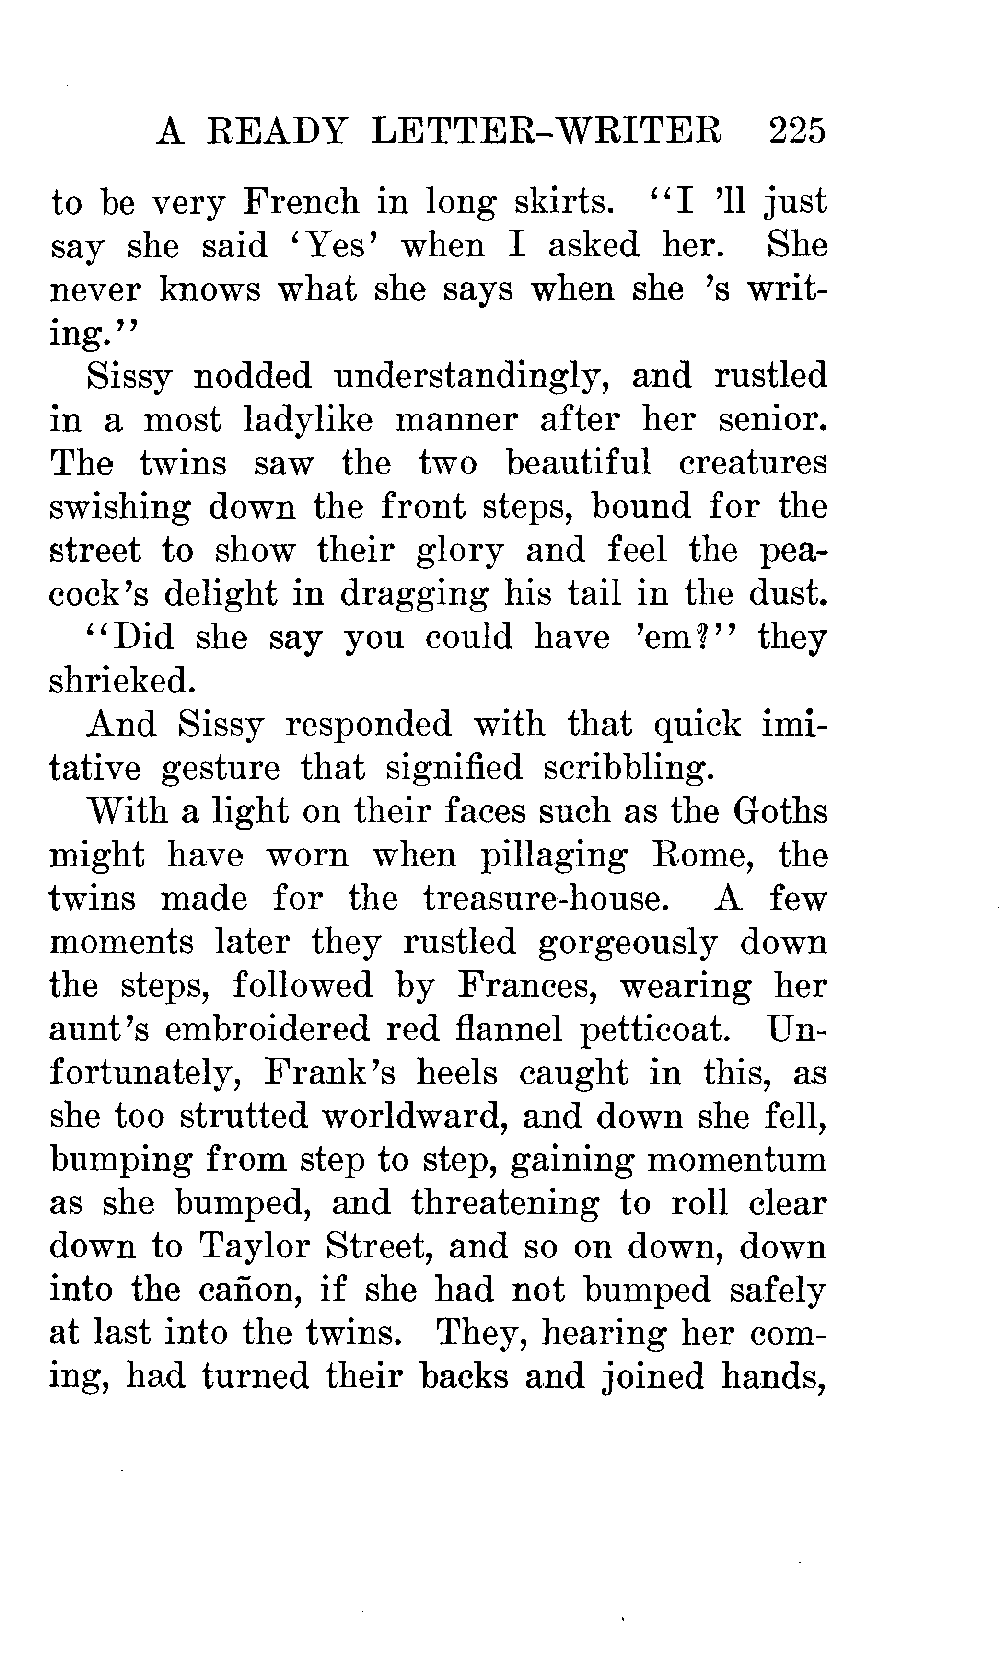 A READY LETTER-WRITER 225
to be very French in long skirts. “I ’ll just
say she said ‘Yes’ when I asked her. She
never knows what she says when she ’s writ-
ing.”
Sissy nodded understandingly, and rustled
in a most ladylike manner after her senior.
The twins saw the two beautiful creatures
swishing down the front steps, bound for the
street to show their glory and feel the pea-
cock’s delight in dragging his tail in the dust.
“Did she say you could have ’em?” they
shrieked.
And Sissy responded with that quick imi-
tative gesture that signified scribbling.
With a light on their faces such as the Goths
might have worn when pillaging Rome, the
twins made for the treasure-house. A few
moments later they rustled gorgeously down
the steps, followed by Frances, wearing her
aunt’s embroidered red flannel petticoat. Un-
fortunately, Frank’s heels caught in this, as
she too strutted worldward, and down she fell,
bumping from step to step, gaining momentum
as she bumped, and threatening to roll clear
down to Taylor Street, and so on down, down
into the cañon, if she had not bumped safely
at last into the twins. They, hearing her com-
ing, had turned their backs and joined hands,